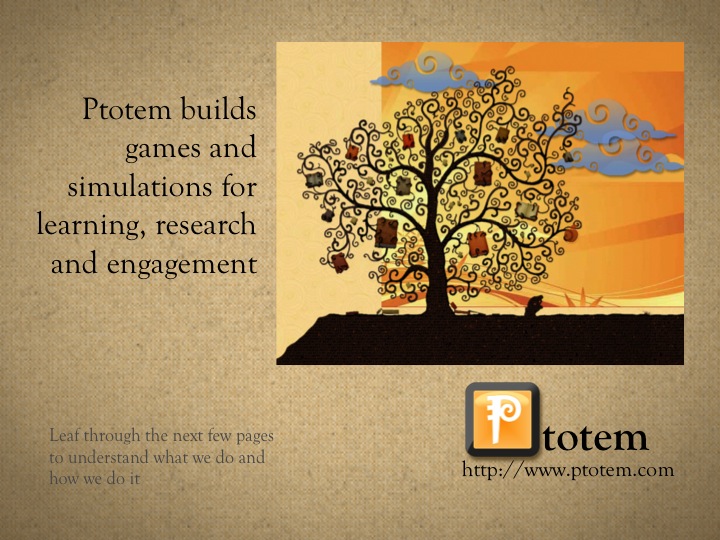 Ptotem builds
games and
simulations for
learning, research
and engagement
Leaf through the next few pages
to understand what we do and
how we do it
Ptotem
http://www.ptotem.com